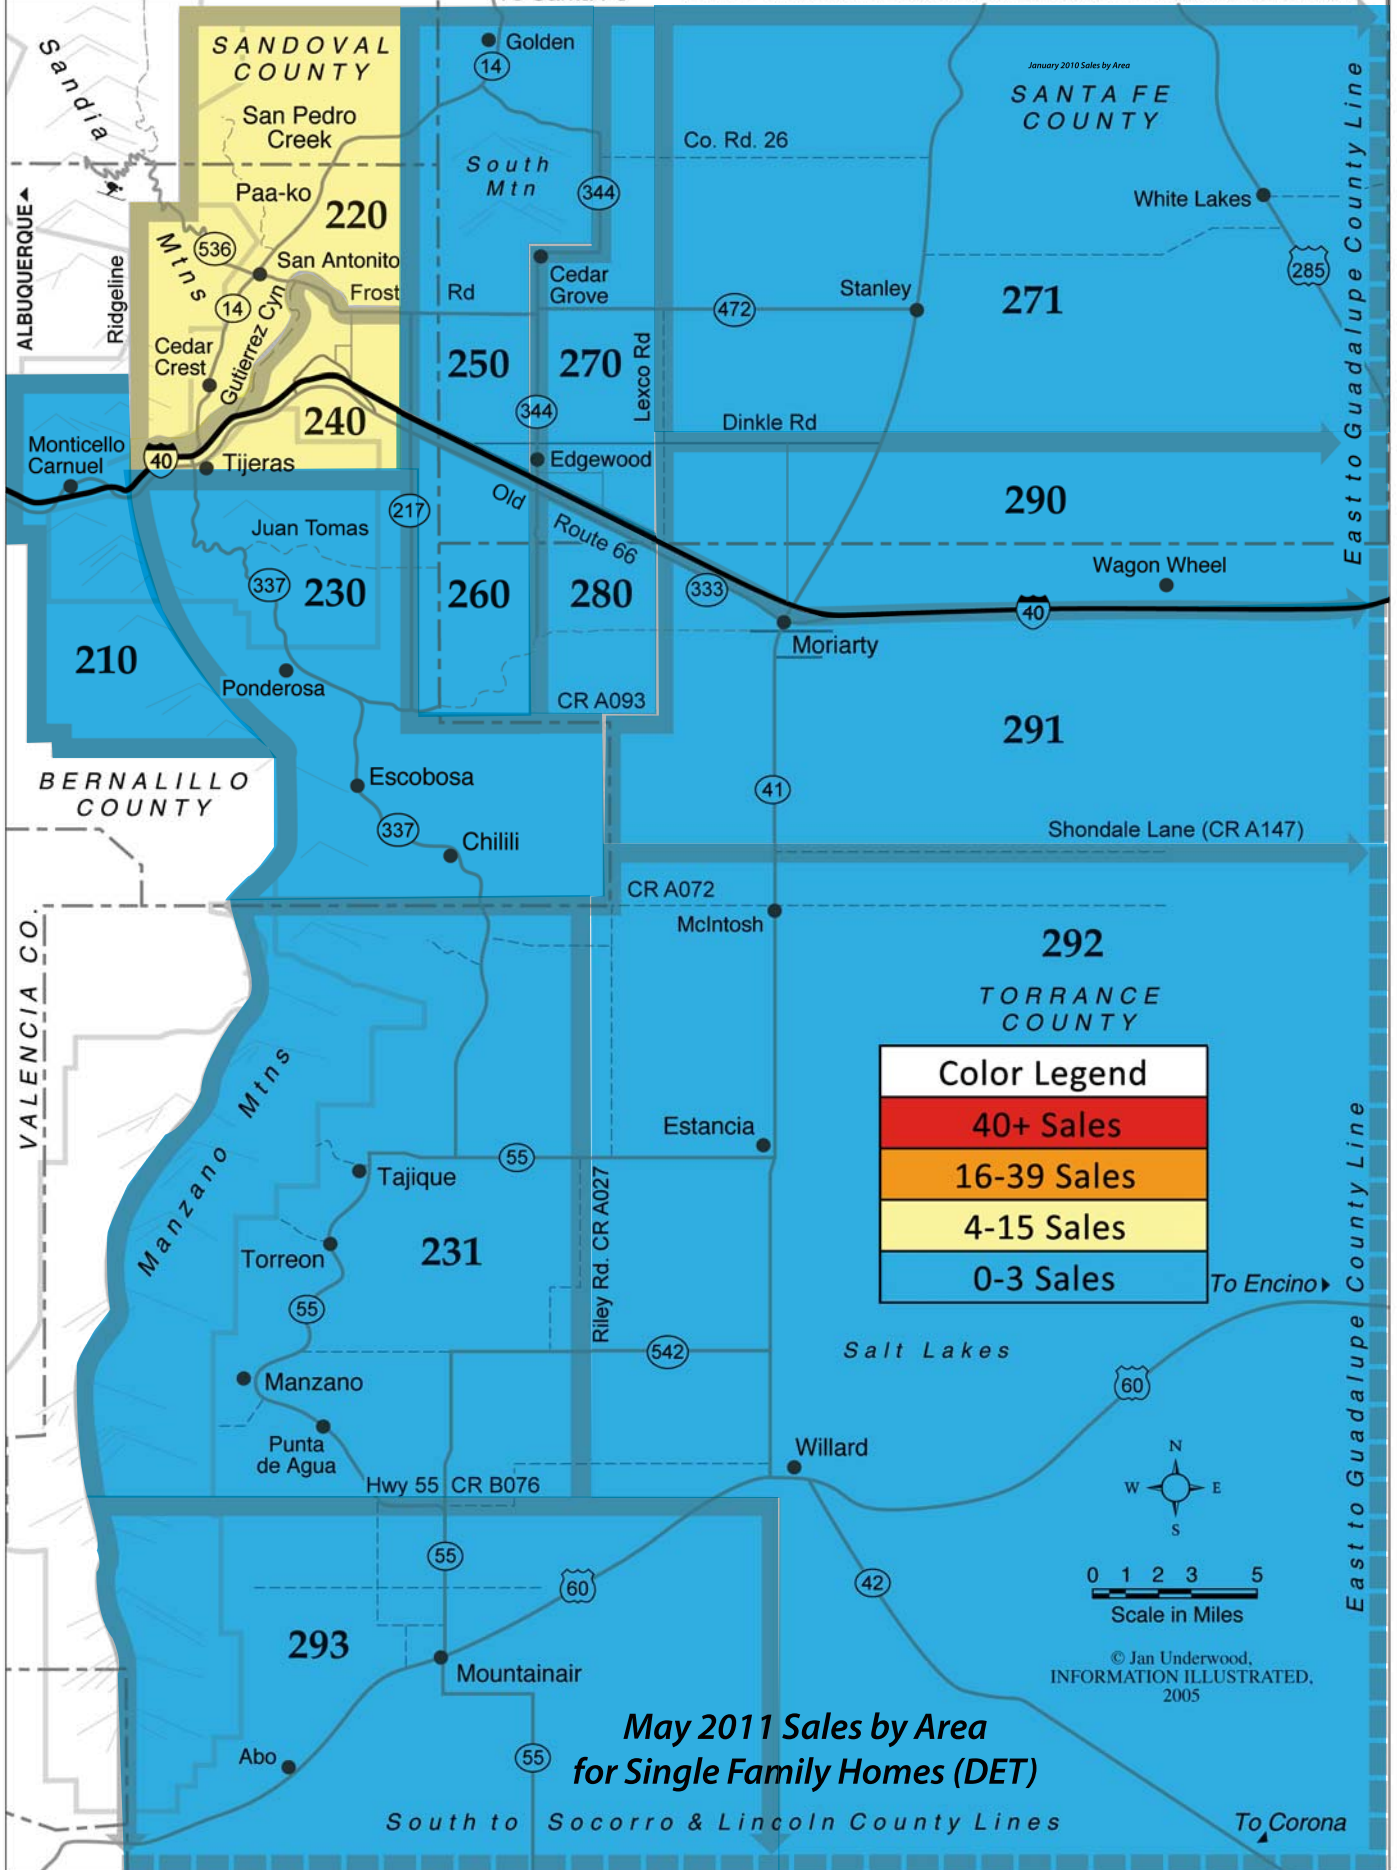 SANDOVAL
COUNTY
Golden
14
January 2010 Sales by Area
SANTA FE
COUNTY
Sandia
Mtns
San Pedro
Creek
South
Mtn
Co. Rd. 26
344
Paa-ko
220
White Lakes
ALBUQUERQUE
Ridgeline
536
San Antonito
Cedar
Grove
285
East to Guadalupe County Line
14
Gutierrez Cyn
Frost
Rd
472
Stanley
271
Cedar
Crest
250
270
Lexco Rd
344
240
Dinkle Rd
Monticello
Carnuel
40
Tijeras
Edgewood
Old
Route 66
217
290
Juan Tomas
337
230
260
280
333
Wagon Wheel
40
Moriarty
210
Ponderosa
CR A093
291
BERNALILLO
COUNTY
Escobosa
41
337
Chilili
Shondale Lane (CR A147)
CR A072
McIntosh
292
VALENCIA CO.
TORRANCE
COUNTY
Manzano Mtns
Color Legend
40+ Sales
16-39 Sales
4-15 Sales
0-3 Sales
Estancia
55
Tajique
Riley Rd. CR A027
231
Torreon
55
To Encino
East to Guadalupe County Line
542
Salt Lakes
60
Manzano
Punta
de Agua
Willard
Hwy 55
CR B076
N
W
E
S
55
60
42
0 1 2 3 5
Scale in Miles
293
© Jan Underwood,
INFORMATION ILLUSTRATED,
2005
Mountainair
May 2011 Sales by Area
for Single Family Homes (DET)
Abo
55
South to Socorro & Lincoln County Lines
To Corona